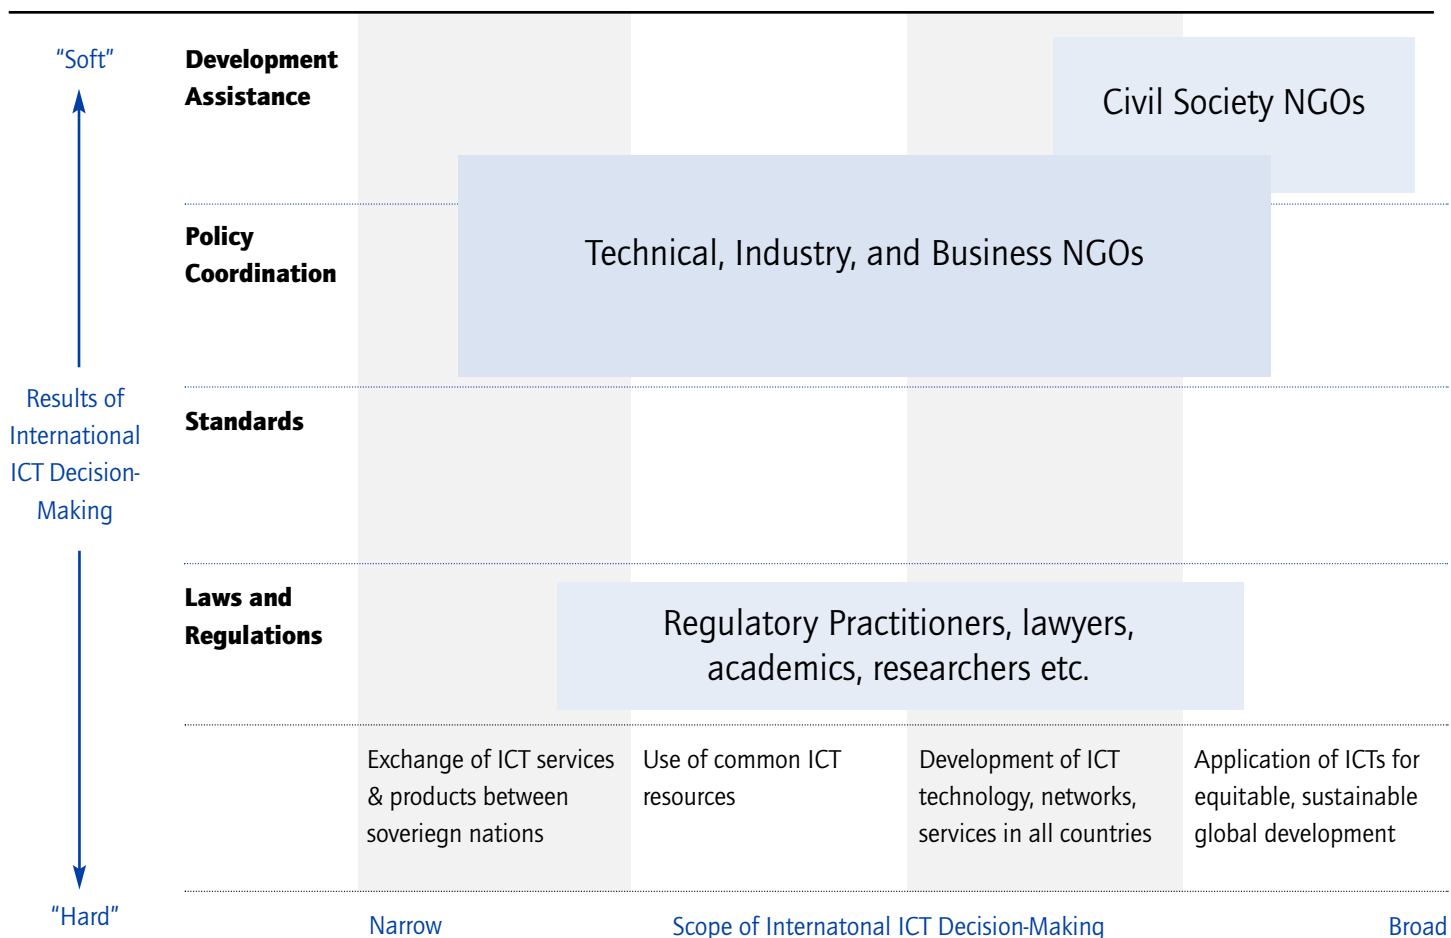 “Soft”
Development
Assistance
Civil Society NGOs
Policy
Coordination
Technical, Industry, and Business NGOs
Results of
International
ICT Decision-
Making
Standards
Laws and
Regulations
Regulatory Practitioners, lawyers,
academics, researchers etc.
Exchange of ICT services
& products between
soveriegn nations
Use of common ICT
resources
Development of ICT
technology, networks,
services in all countries
Application of ICTs for
equitable, sustainable
global development
“Hard”
Narrow
Scope of Internatonal ICT Decision-Making
Broad